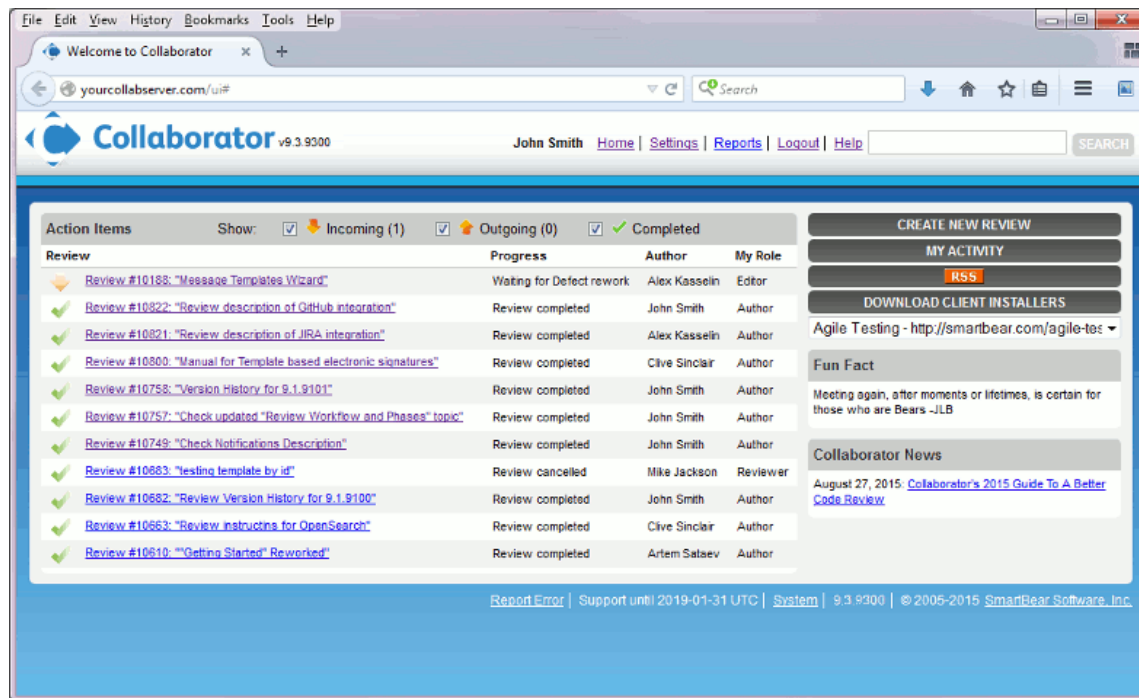 File Edit View History Bookmarks Tools Help
Welcome to Collaborator × +
yourcollabserver.com/ui# Search
Collaborator v9.3.9300 John Smith Home | Settings | Reports | Logout | Help SEARCH
Action Items Show: Incoming (1) Outgoing (0) Completed
Review Progress Author My Role
Review #10188: "Message Templates Wizard" Waiting for Defect rework Alex Kasselin Editor
Review #10822: "Review description of GitHub integration" Review completed John Smith Author
Review #10821: "Review description of JIRA integration" Review completed Alex Kasselin Author
Review #10800: "Manual for Template based electronic signatures" Review completed Clive Sinclair Author
Review #10758: "Version History for 9.1.9101" Review completed John Smith Author
Review #10757: "Check updated "Review Workflow and Phases" topic" Review completed John Smith Author
Review #10749: "Check Notifications Description" Review completed John Smith Author
Review #10683: "testing template by id" Review cancelled Mike Jackson Reviewer
Review #10682: "Review Version History for 9.1.9100" Review completed John Smith Author
Review #10663: "Review instructins for OpenSearch" Review completed Clive Sinclair Author
Review #10610: ""Getting Started" Reworked" Review completed Artem Sataev Author
CREATE NEW REVIEW
MY ACTIVITY
RSS
DOWNLOAD CLIENT INSTALLERS
Agile Testing - http://smartbear.com/agile-tes
Fun Fact
Meeting again, after moments or lifetimes, is certain for
those who are Bears -JLB
Collaborator News
August 27, 2015: Collaborator's 2015 Guide To A Better
Code Review
Report Error | Support until 2019-01-31 UTC | System | 9.3.9300 | © 2005-2015 SmartBear Software, Inc.